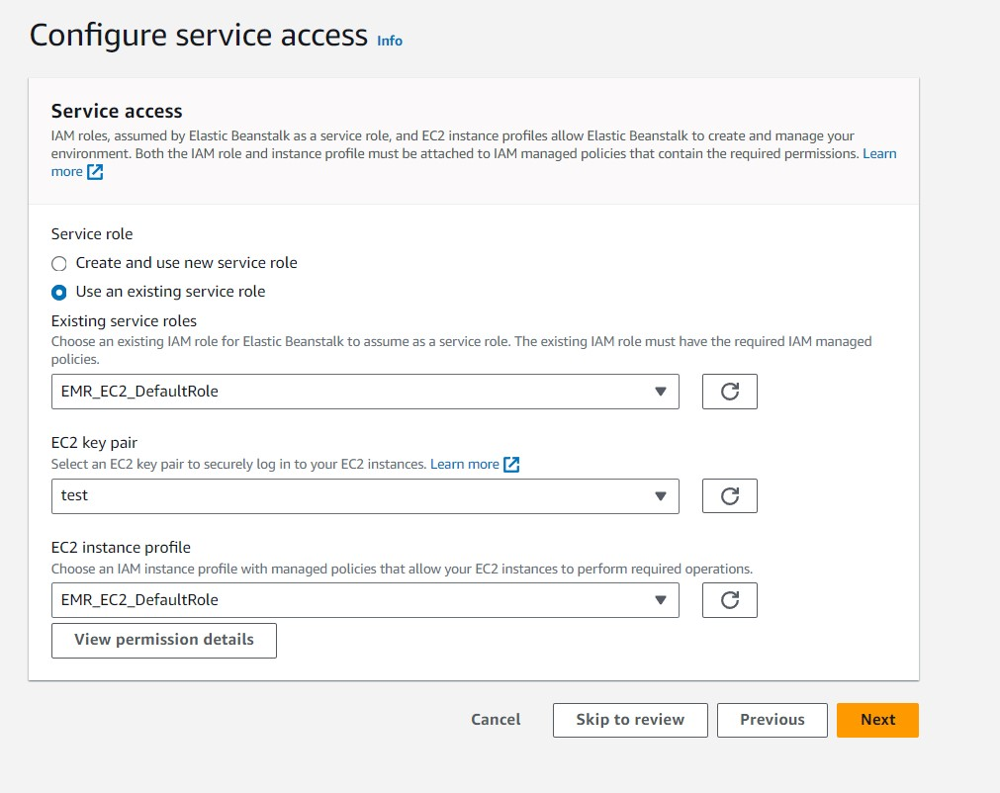 Configure service access Info
Service access
IAM roles, assumed by Elastic Beanstalk as a service role, and EC2 instance profiles allow Elastic Beanstalk to create and manage your
environment. Both the IAM role and instance profile must be attached to IAM managed policies that contain the required permissions. Learn
more
Service role
Create and use new service role
Use an existing service role
Existing service roles
Choose an existing IAM role for Elastic Beanstalk to assume as a service role. The existing IAM role must have the required IAM managed
policies.
EMR_EC2_DefaultRole
EC2 key pair
Select an EC2 key pair to securely log in to your EC2 instances. Learn more
test
EC2 instance profile
Choose an IAM instance profile with managed policies that allow your EC2 instances to perform required operations.
EMR_EC2_DefaultRole
View permission details
Cancel Skip to review Previous Next